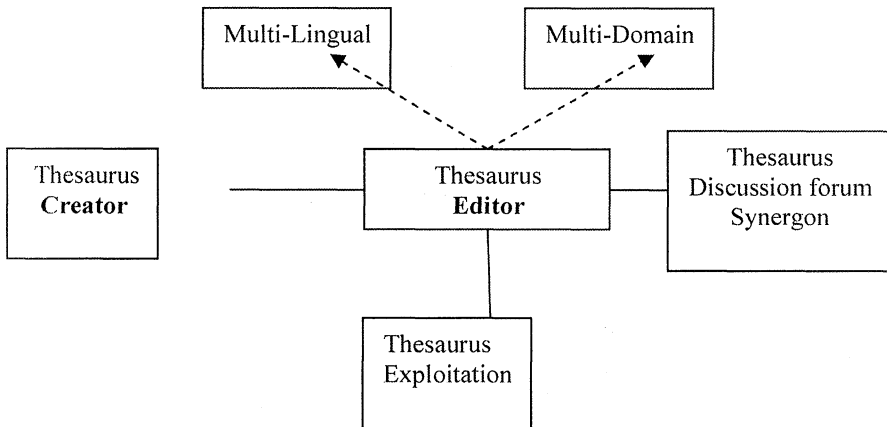 Multi-Lingual
Multi-Domain
Thesaurus
Creator
Thesaurus
Editor
Thesaurus
Discussion forum
Synergon
Thesaurus
Exploitation